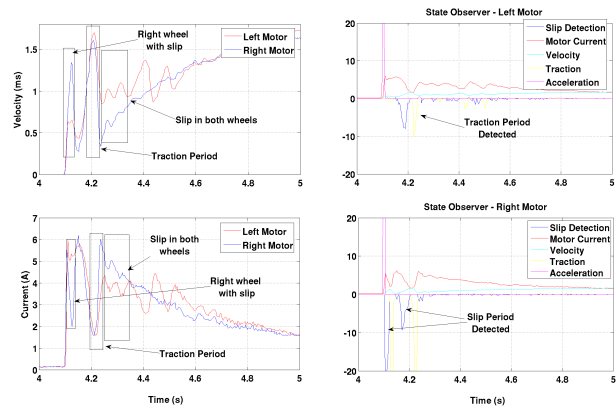 Right wheel
with slip
Left Motor
Right Motor
Slip in both wheels
Traction Period
Velocity (ms)
1.5
1
0.5
0
4
4.2
4.4
4.6
4.8
5
State Observer - Left Motor
Slip Detection
Motor Current
Velocity
Traction
Acceleration
Traction Period
Detected
20
10
0
-10
-20
4
4.2
4.4
4.6
4.8
5
Left Motor
Right Motor
Slip in both
wheels
Right wheel
with slip
Traction Period
Current (A)
7
6
5
4
3
2
1
0
4
4.2
4.4
4.6
4.8
5
Time (s)
State Observer - Right Motor
Slip Detection
Motor Current
Velocity
Traction
Acceleration
Slip Period
Detected
20
10
0
-10
-20
4
4.2
4.4
4.6
4.8
5
Time (s)